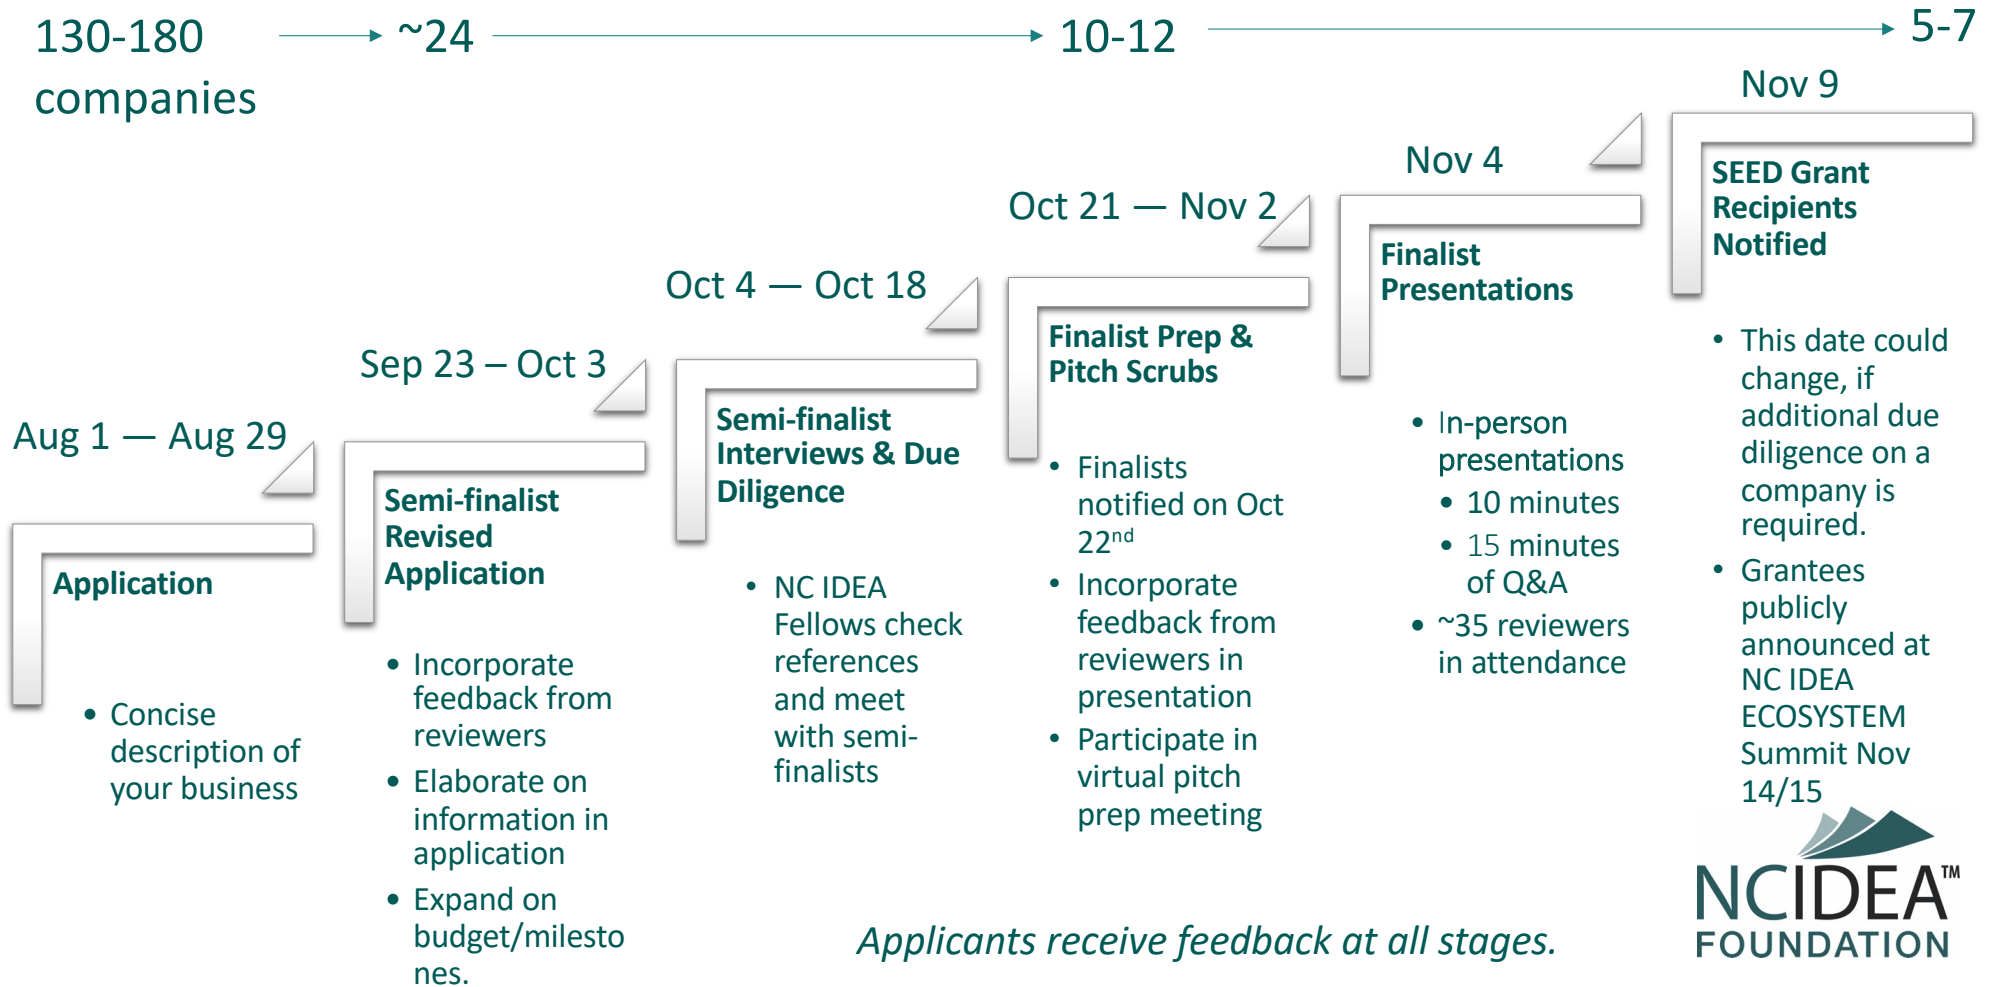 130-180
companies
~24
10-12
5-7
Aug 1 — Aug 29
Application
• Concise
description of
your business
Sep 23 – Oct 3
Semi-finalist
Revised
Application
• Incorporate
feedback from
reviewers
• Elaborate on
information in
application
• Expand on
budget/milesto
nes.
Oct 4 — Oct 18
Semi-finalist
Interviews & Due
Diligence
• NC IDEA
Fellows check
references
and meet
with semi-
finalists
Oct 21 — Nov 2
Finalist Prep &
Pitch Scrubs
• Finalists
notified on Oct
22nd
• Incorporate
feedback from
reviewers in
presentation
• Participate in
virtual pitch
prep meeting
Nov 4
Finalist
Presentations
• In-person
presentations
• 10 minutes
• 15 minutes
of Q&A
• ~35 reviewers
in attendance
Nov 9
SEED Grant
Recipients
Notified
• This date could
change, if
additional due
diligence on a
company is
required.
• Grantees
publicly
announced at
NC IDEA
ECOSYSTEM
Summit Nov
14/15
Applicants receive feedback at all stages.
NCIDEA™
FOUNDATION